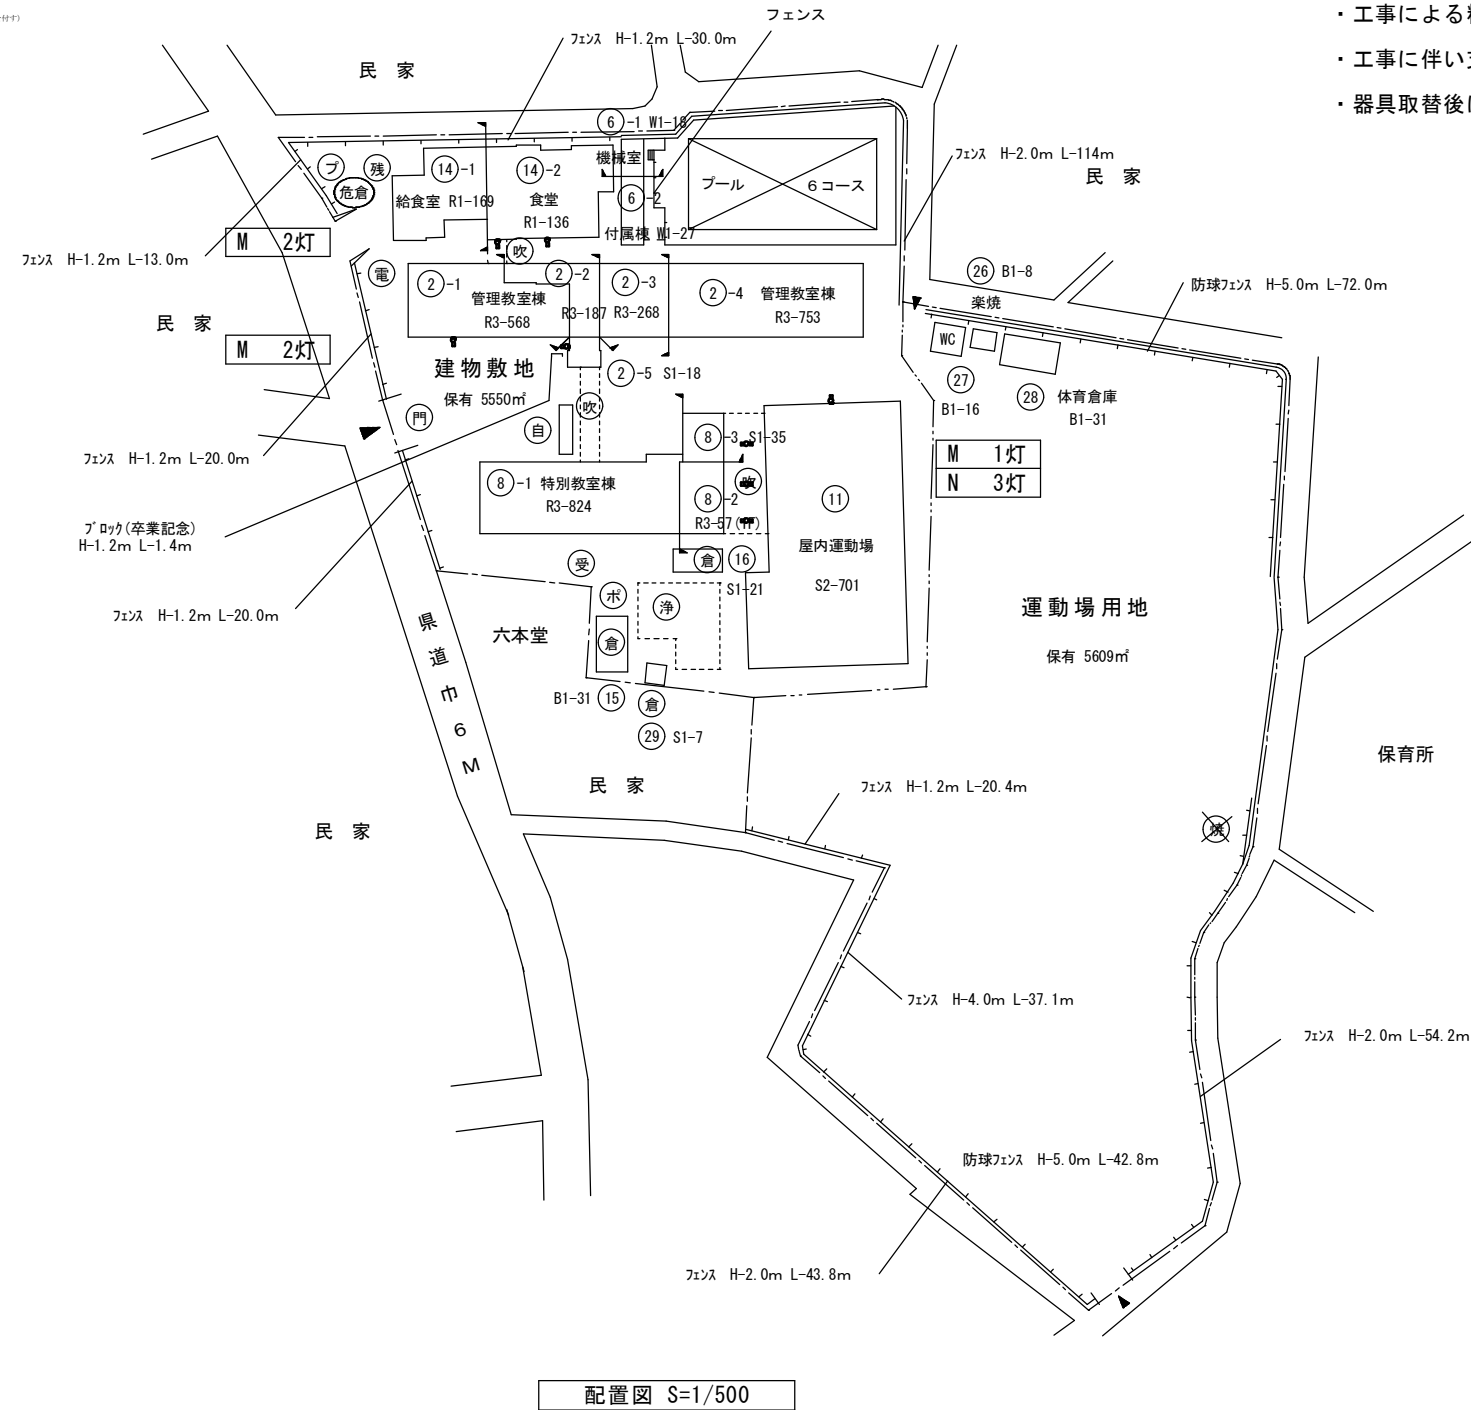 付す)
・工事による
・工事に伴い
・器具取替後
フェンス
フェンス H-1.2m L-30.0m
民 家
⑥-1 W1-18
機械室
プール 6コース
フェンス H-2.0m L-114m
民 家
プ 残
危倉
⑭-1
給食室 R1-169
⑭-2
食堂
R1-136
⑥-2
付属棟 W1-27
M 2灯
フェンス H-1.2m L-13.0m
電
吹
②-1
管理教室棟
R3-568
②-2
R3-187
②-3
R3-268
②-4 管理教室棟
R3-753
㉖ B1-8
楽焼
防球フェンス H-5.0m L-72.0m
民 家
M 2灯
WC
㉗
B1-16
㉘ 体育倉庫
B1-31
建物敷地
保有 5550㎡
②-5 S1-18
吹
門
自
⑧-3 S1-35
M 1灯
N 3灯
フェンス H-1.2m L-20.0m
⑧-1 特別教室棟
R3-824
吹
⑧-2
R3-57(1F)
⑪
屋内運動場
S2-701
ブロック(卒業記念)
H-1.2m L-1.4m
受
倉 ⑯
S1-21
ポ
浄
フェンス H-1.2m L-20.0m
六本堂
倉
運動場用地
保有 5609㎡
県道巾6M
B1-31 ⑮
倉
㉙ S1-7
保育所
民 家
フェンス H-1.2m L-20.4m
民 家
焼
フェンス H-4.0m L-37.1m
フェンス H-2.0m L-54.2m
防球フェンス H-5.0m L-42.8m
フェンス H-2.0m L-43.8m
配置図 S=1/500